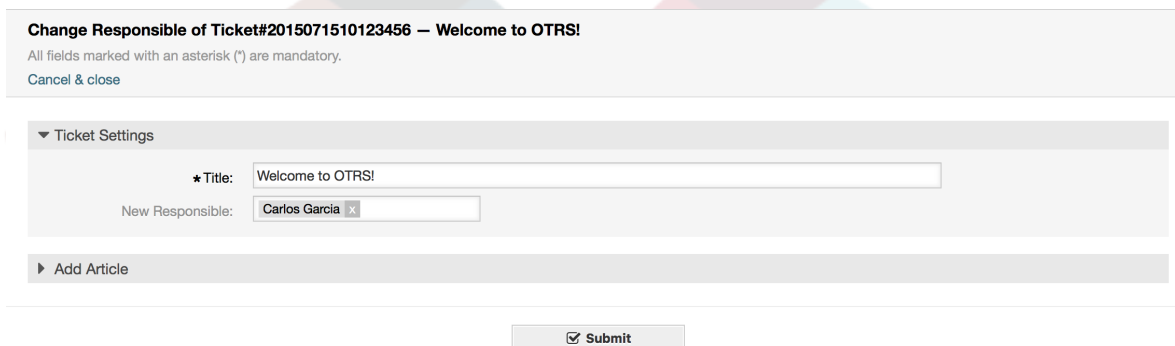 Change Responsible of Ticket#2015071510123456 — Welcome to OTRS!
All fields marked with an asterisk (*) are mandatory.
Cancel & close
Ticket Settings
* Title: Welcome to OTRS!
New Responsible: Carlos Garcia x
Add Article
Submit